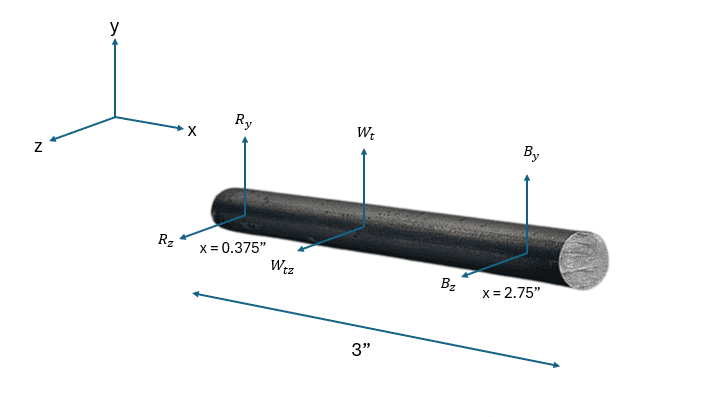 y
x
z
R_y
W_t
B_y
R_z
x = 0.375”
W_tz
B_z
x = 2.75”
3”